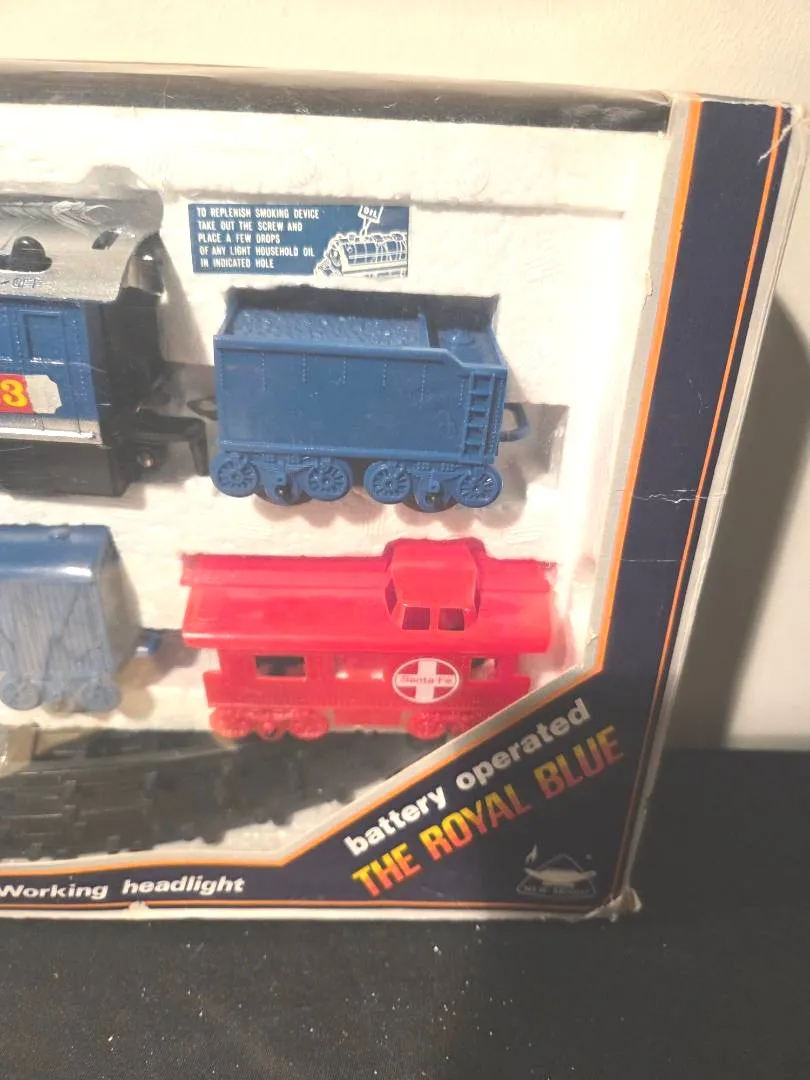 TO REPLENISH SMOKING DEVICE
TAKE OUT THE SCREW AND
PLACE A FEW DROPS
OF ANY LIGHT HOUSEHOLD OIL
IN INDICATED HOLE
OIL
3
Santa Fe
battery operated
THE ROYAL BLUE
Working headlight